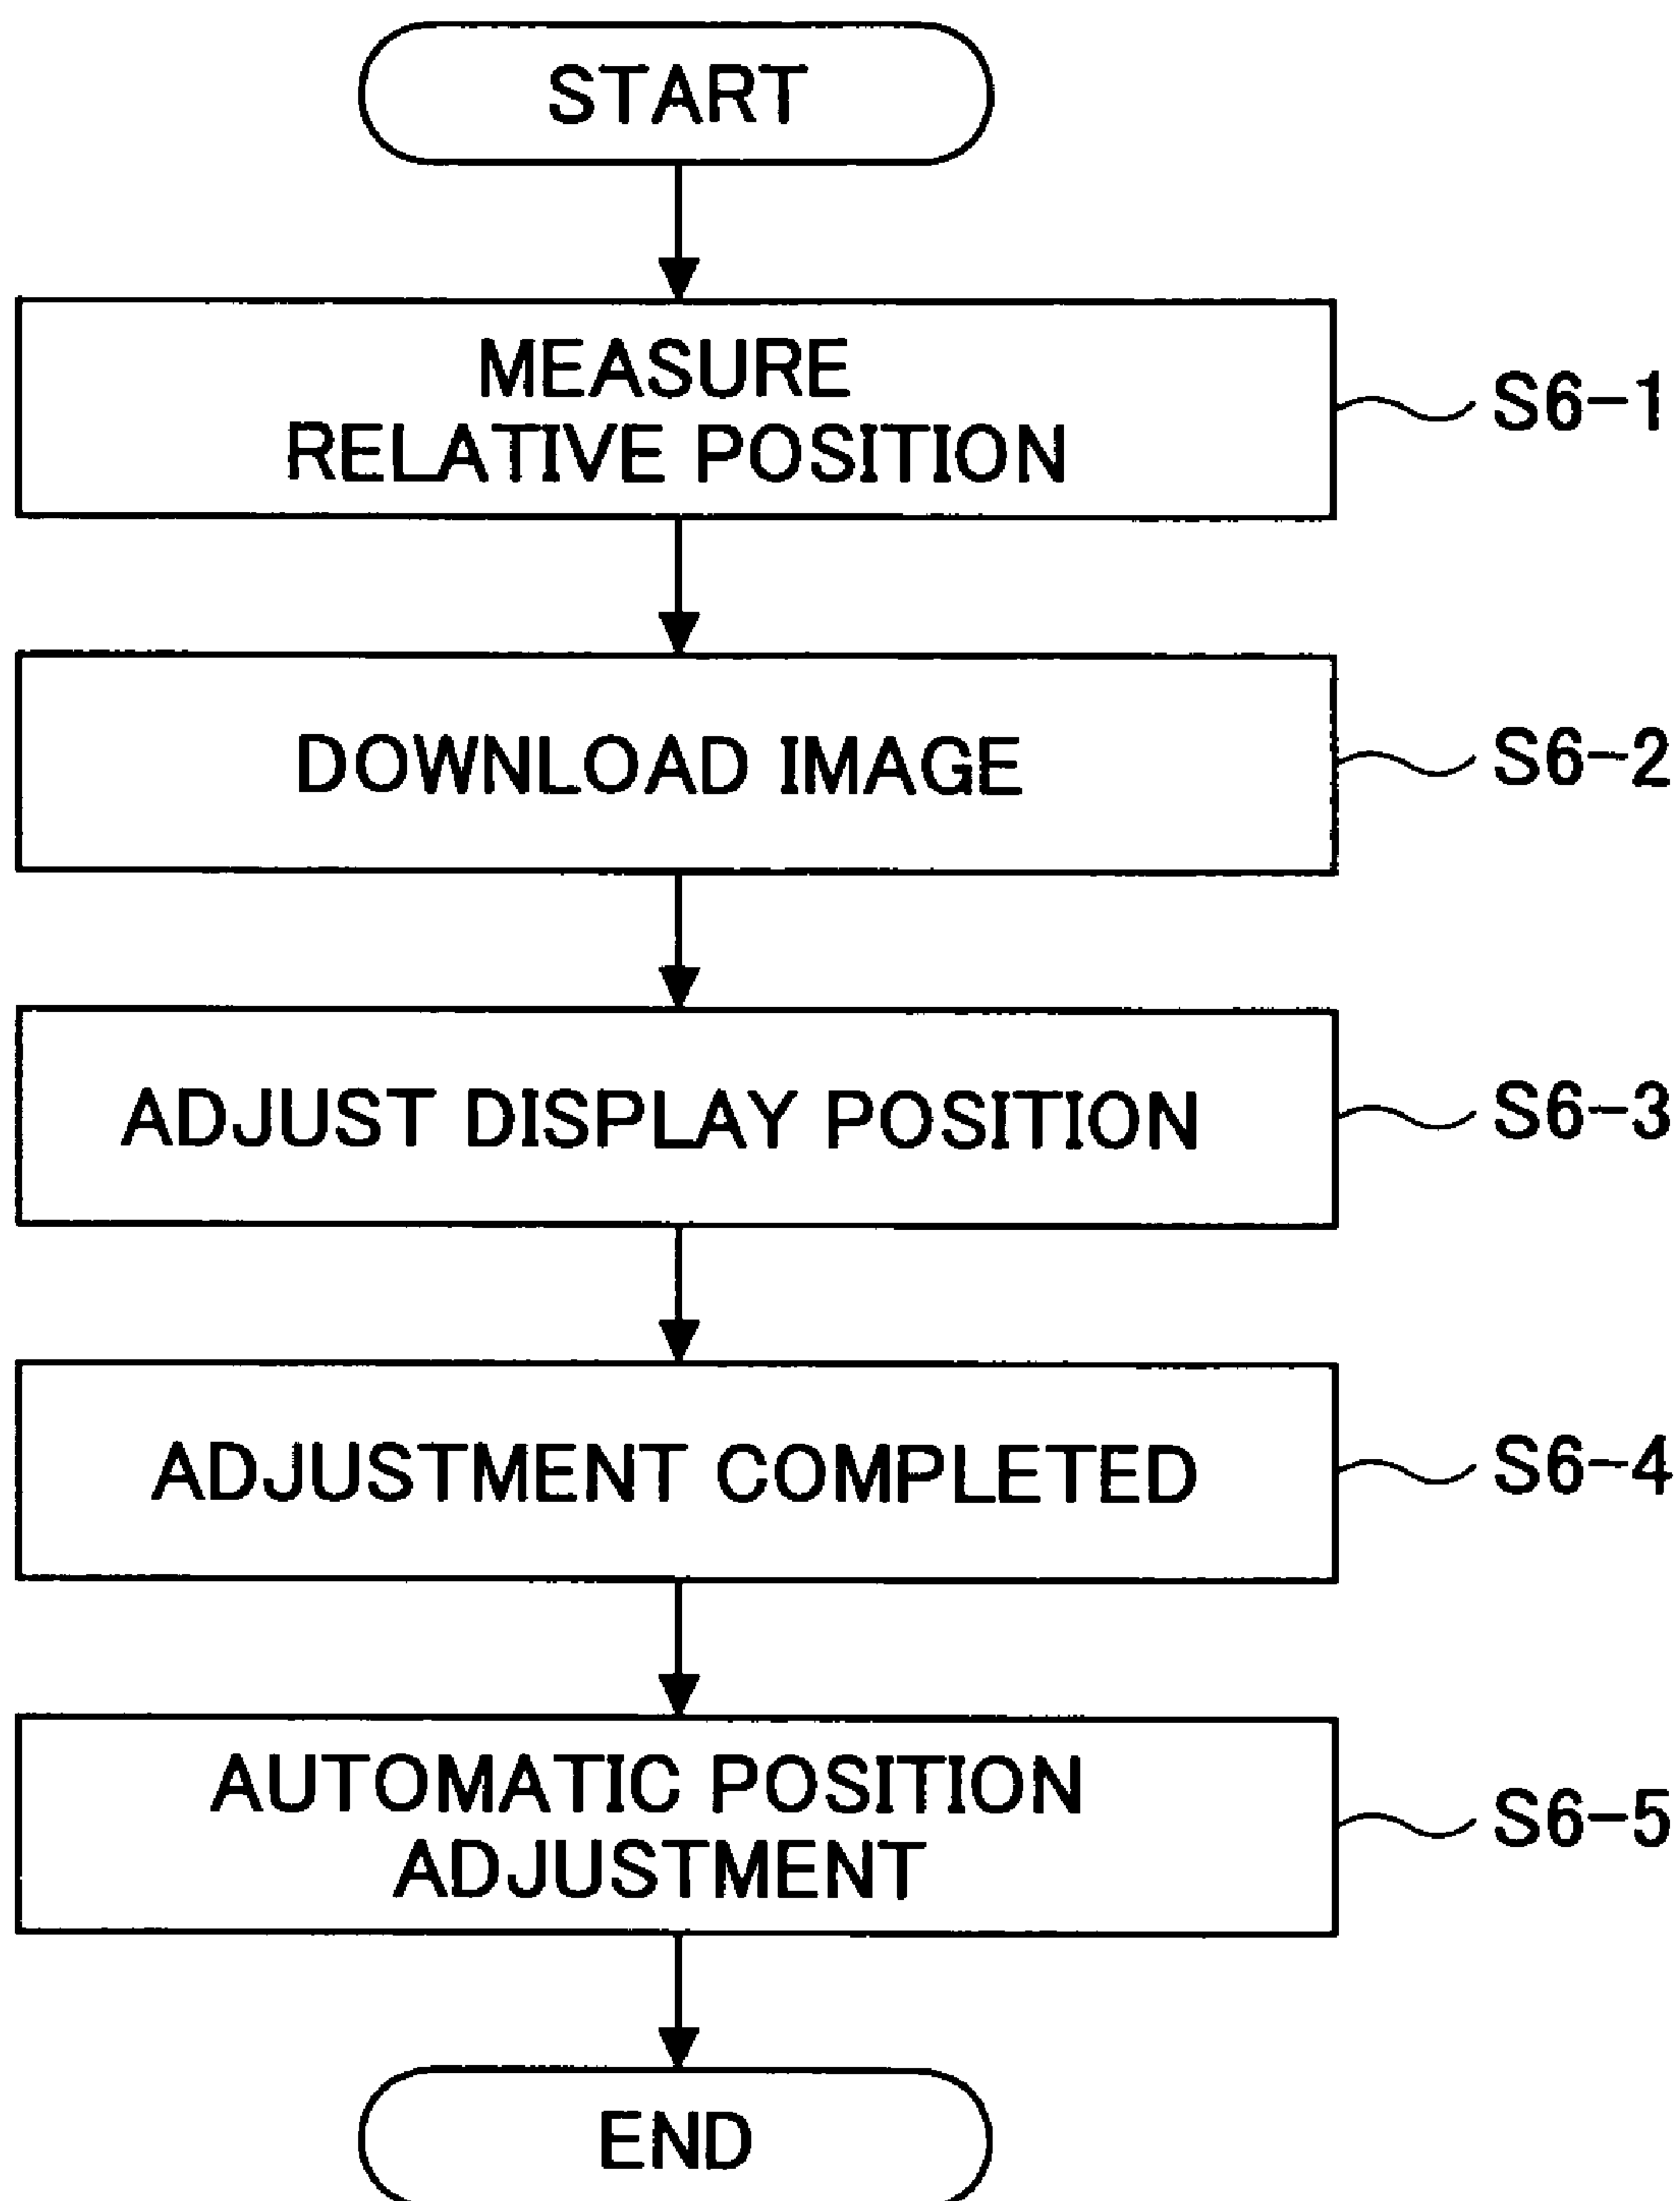 START
MEASURE
RELATIVE POSITION
S6-1
DOWNLOAD IMAGE
S6-2
ADJUST DISPLAY POSITION
S6-3
ADJUSTMENT COMPLETED
S6-4
AUTOMATIC POSITION
ADJUSTMENT
S6-5
END